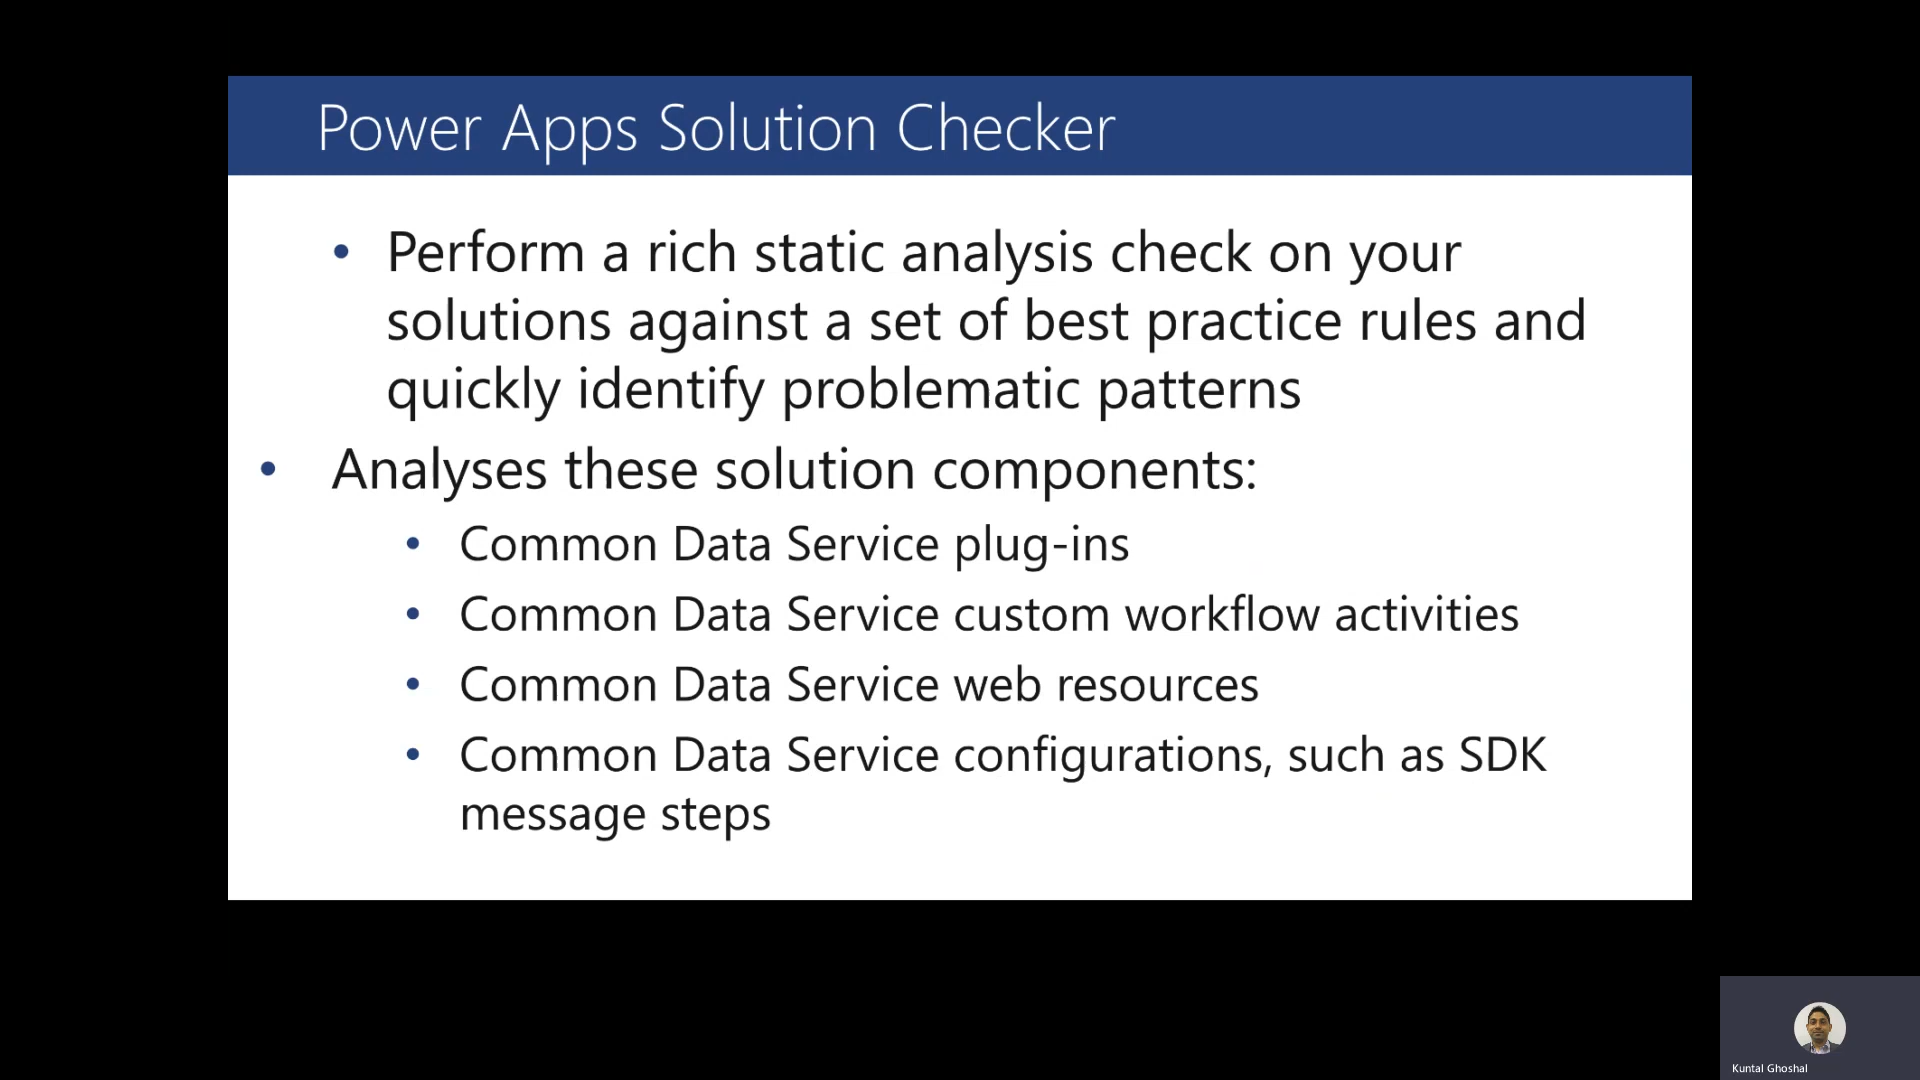 Power Apps Solution Checker
• Perform a rich static analysis check on your
solutions against a set of best practice rules and
quickly identify problematic patterns
• Analyses these solution components:
• Common Data Service plug-ins
• Common Data Service custom workflow activities
• Common Data Service web resources
• Common Data Service configurations, such as SDK
message steps
Kuntal Ghoshal